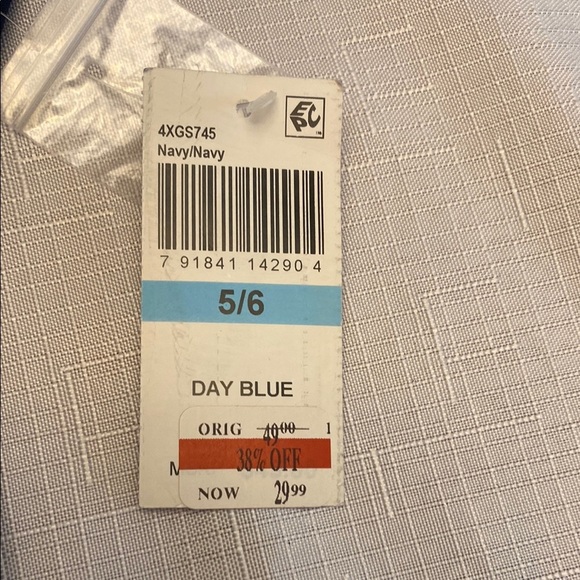 EPC
4XGS745
Navy/Navy
7 91841 14290 4
5/6
DAY BLUE
ORIG 49.00 1
38% OFF
M
NOW 29.99